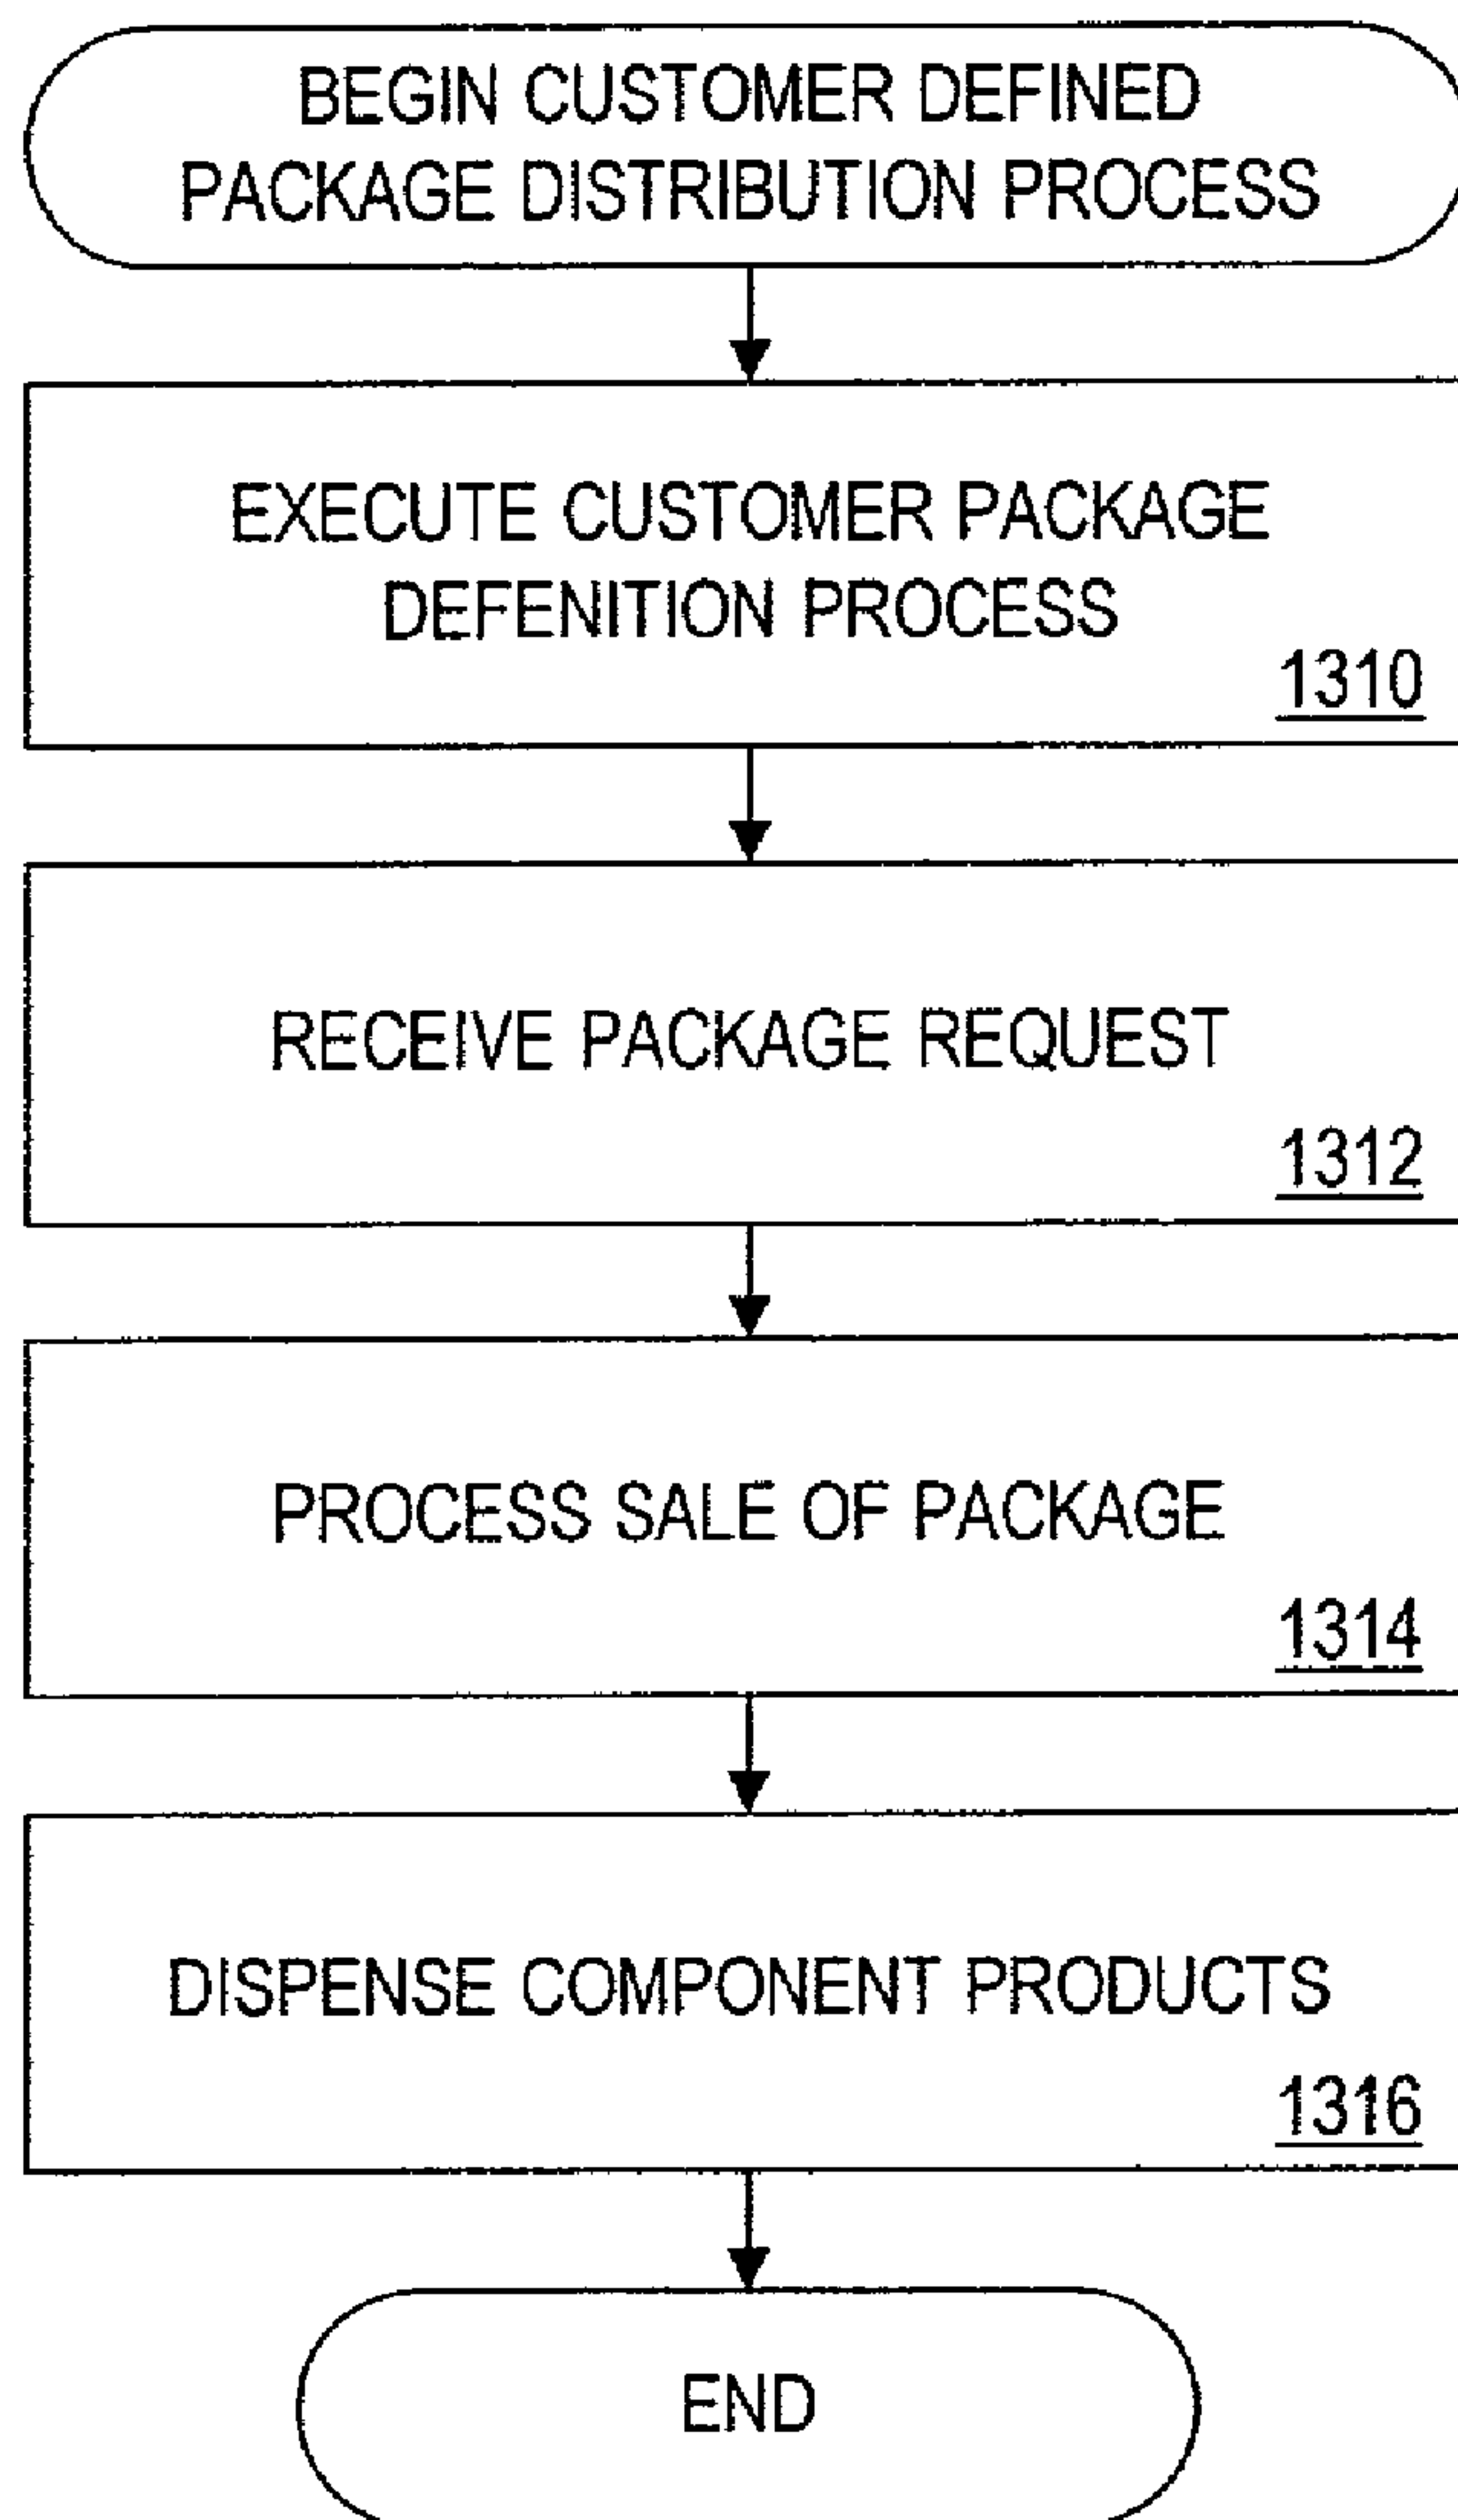 BEGIN CUSTOMER DEFINED
PACKAGE DISTRIBUTION PROCESS
EXECUTE CUSTOMER PACKAGE
DEFENITION PROCESS
1310
RECEIVE PACKAGE REQUEST
1312
PROCESS SALE OF PACKAGE
1314
DISPENSE COMPONENT PRODUCTS
1316
END